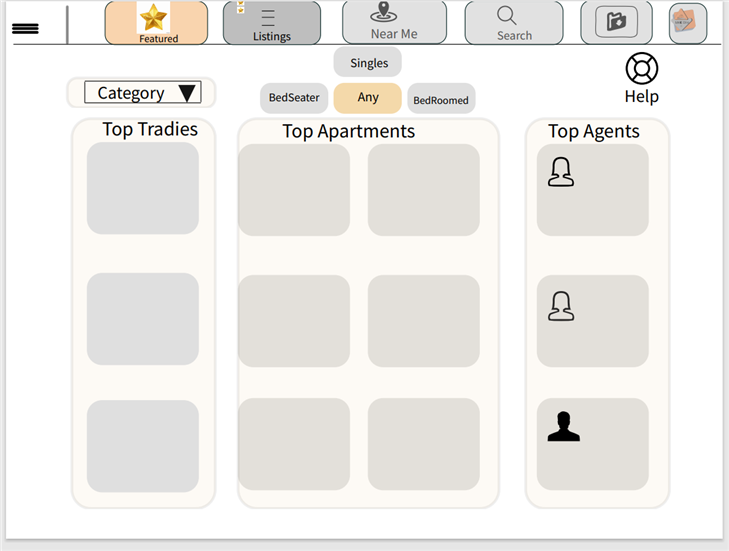 Featured
Listings
Near Me
Search
Singles
Help
Category
BedSeater
Any
BedRoomed
Top Tradies
Top Apartments
Top Agents